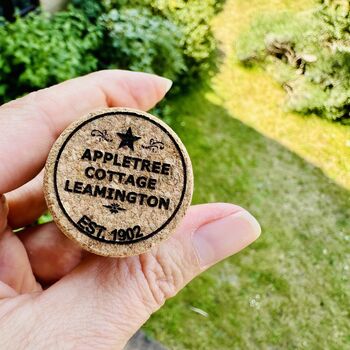 APPLETREE
COTTAGE
LEAMINGTON
EST. 1902